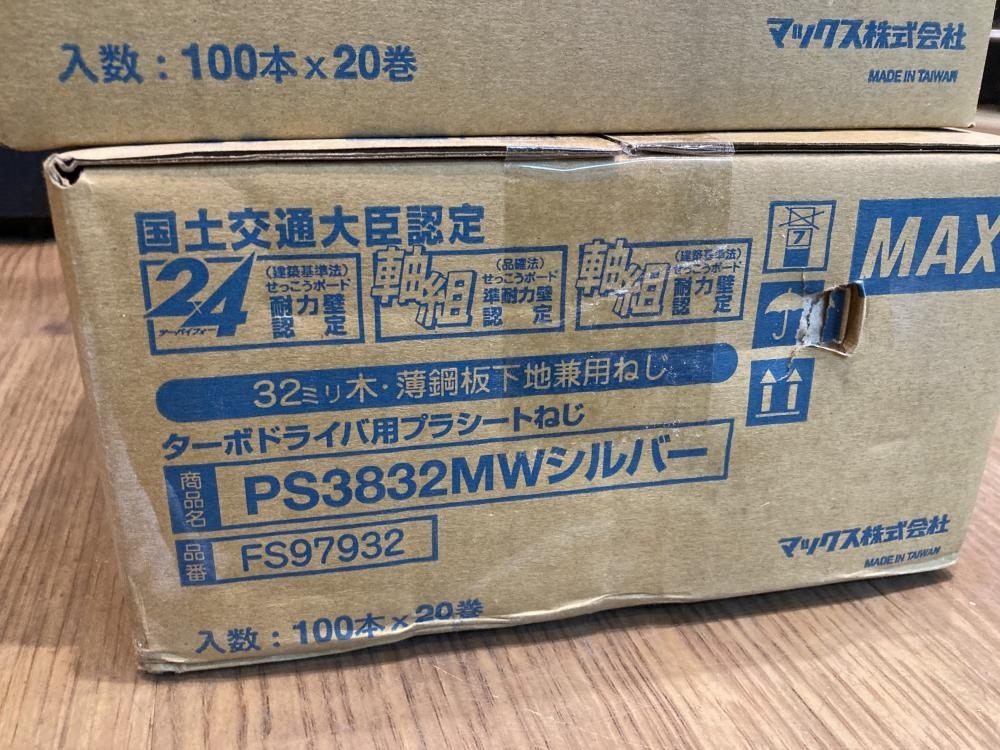 入数：100本×20巻
マックス株式会社
MADE IN TAIWAN
国土交通大臣認定
2×4
ツーバイフォー
(建築基準法)
せっこうボード
耐力壁
認定
軸組
(品確法)
せっこうボード
準耐力壁
認定
軸組
(建築基準法)
せっこうボード
耐力壁
認定
7
MAX
32ミリ木・薄鋼板下地兼用ねじ
ターボドライバ用プラシートねじ
商品名
PS3832MWシルバー
品番
FS97932
入数：100本×20巻
マックス株式会社
MADE IN TAIWAN